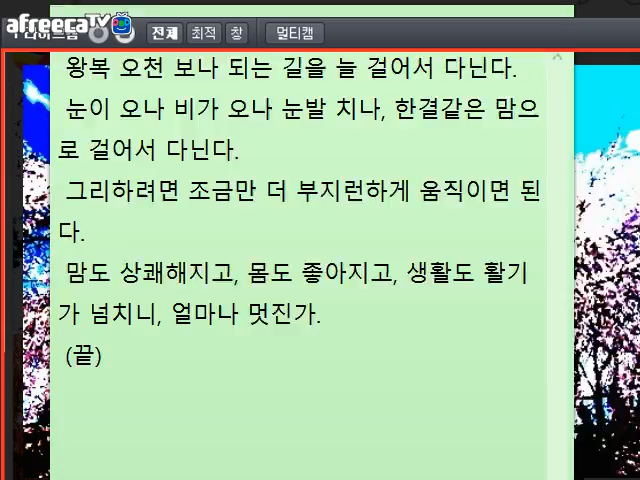 afreecaTV
전체 최적 창 멀티캠
왕복 오천 보나 되는 길을 늘 걸어서 다닌다.
눈이 오나 비가 오나 눈발 치나, 한결같은 맘으
로 걸어서 다닌다.
그리하려면 조금만 더 부지런하게 움직이면 된
다.
맘도 상쾌해지고, 몸도 좋아지고, 생활도 활기
가 넘치니, 얼마나 멋진가.
(끝)